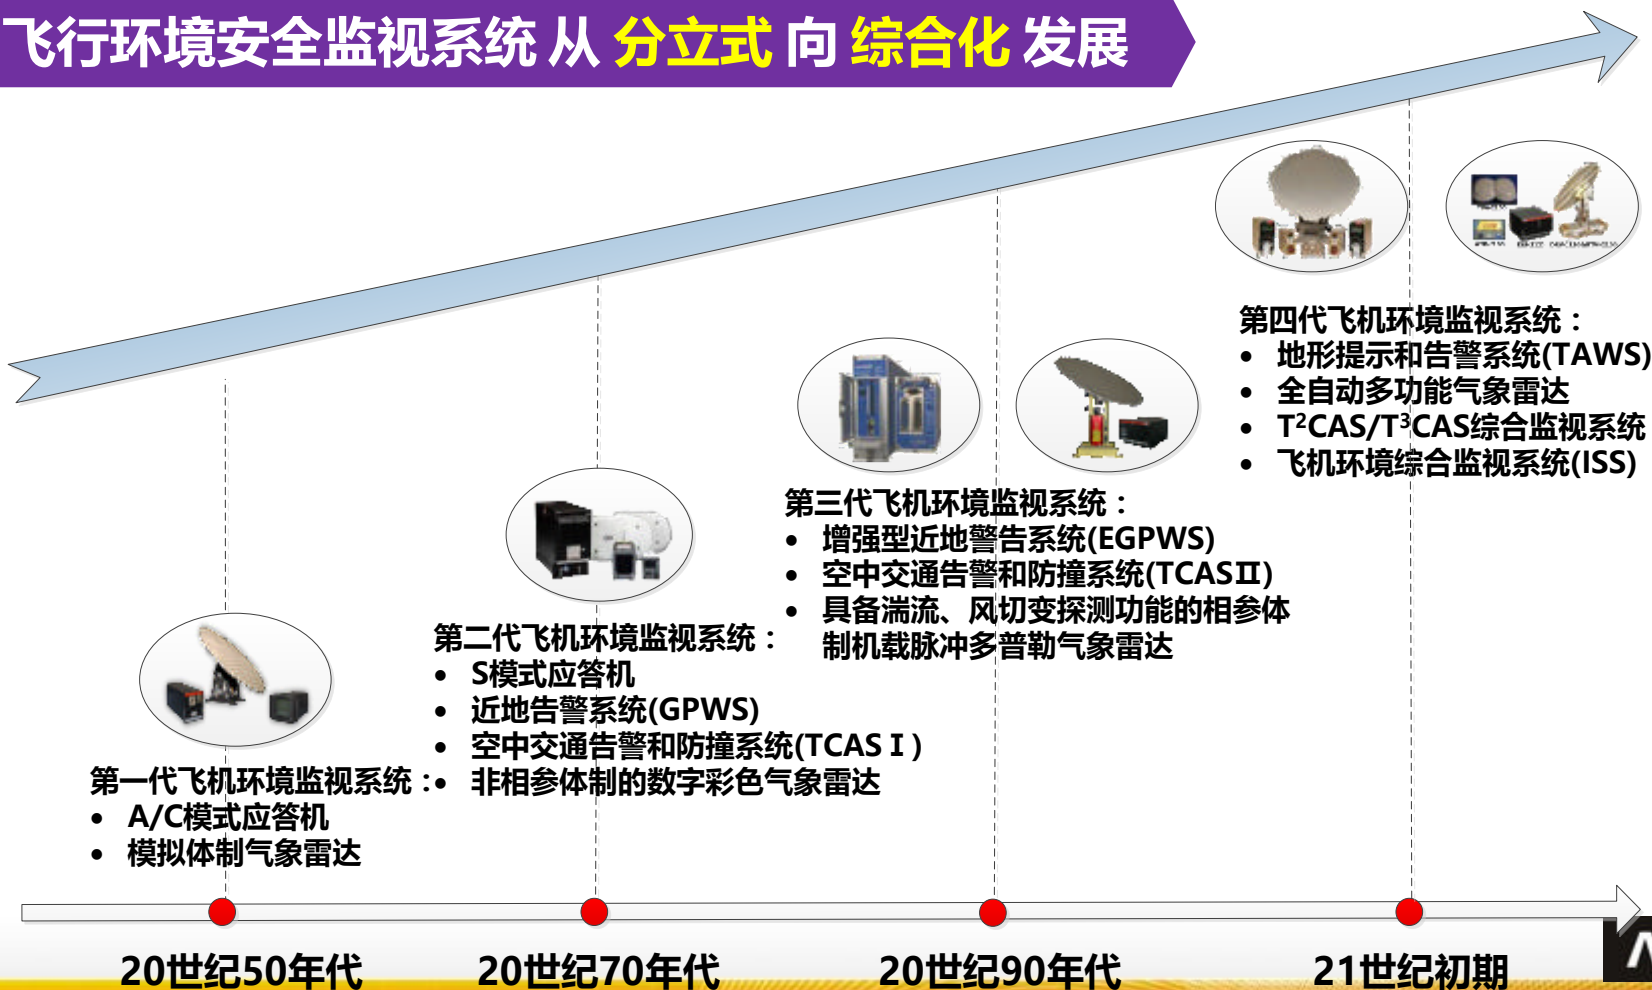 飞行环境安全监视系统 从 分立式 向 综合化 发展
第四代飞机环境监视系统：
• 地形提示和告警系统(TAWS)
• 全自动多功能气象雷达
• T²CAS/T³CAS综合监视系统
• 飞机环境综合监视系统(ISS)
第三代飞机环境监视系统：
• 增强型近地警告系统(EGPWS)
• 空中交通告警和防撞系统(TCASⅡ)
• 具备湍流、风切变探测功能的相参体
制机载脉冲多普勒气象雷达
第二代飞机环境监视系统：
• S模式应答机
• 近地告警系统(GPWS)
• 空中交通告警和防撞系统(TCASⅠ)
• 非相参体制的数字彩色气象雷达
第一代飞机环境监视系统：
• A/C模式应答机
• 模拟体制气象雷达
20世纪50年代
20世纪70年代
20世纪90年代
21世纪初期